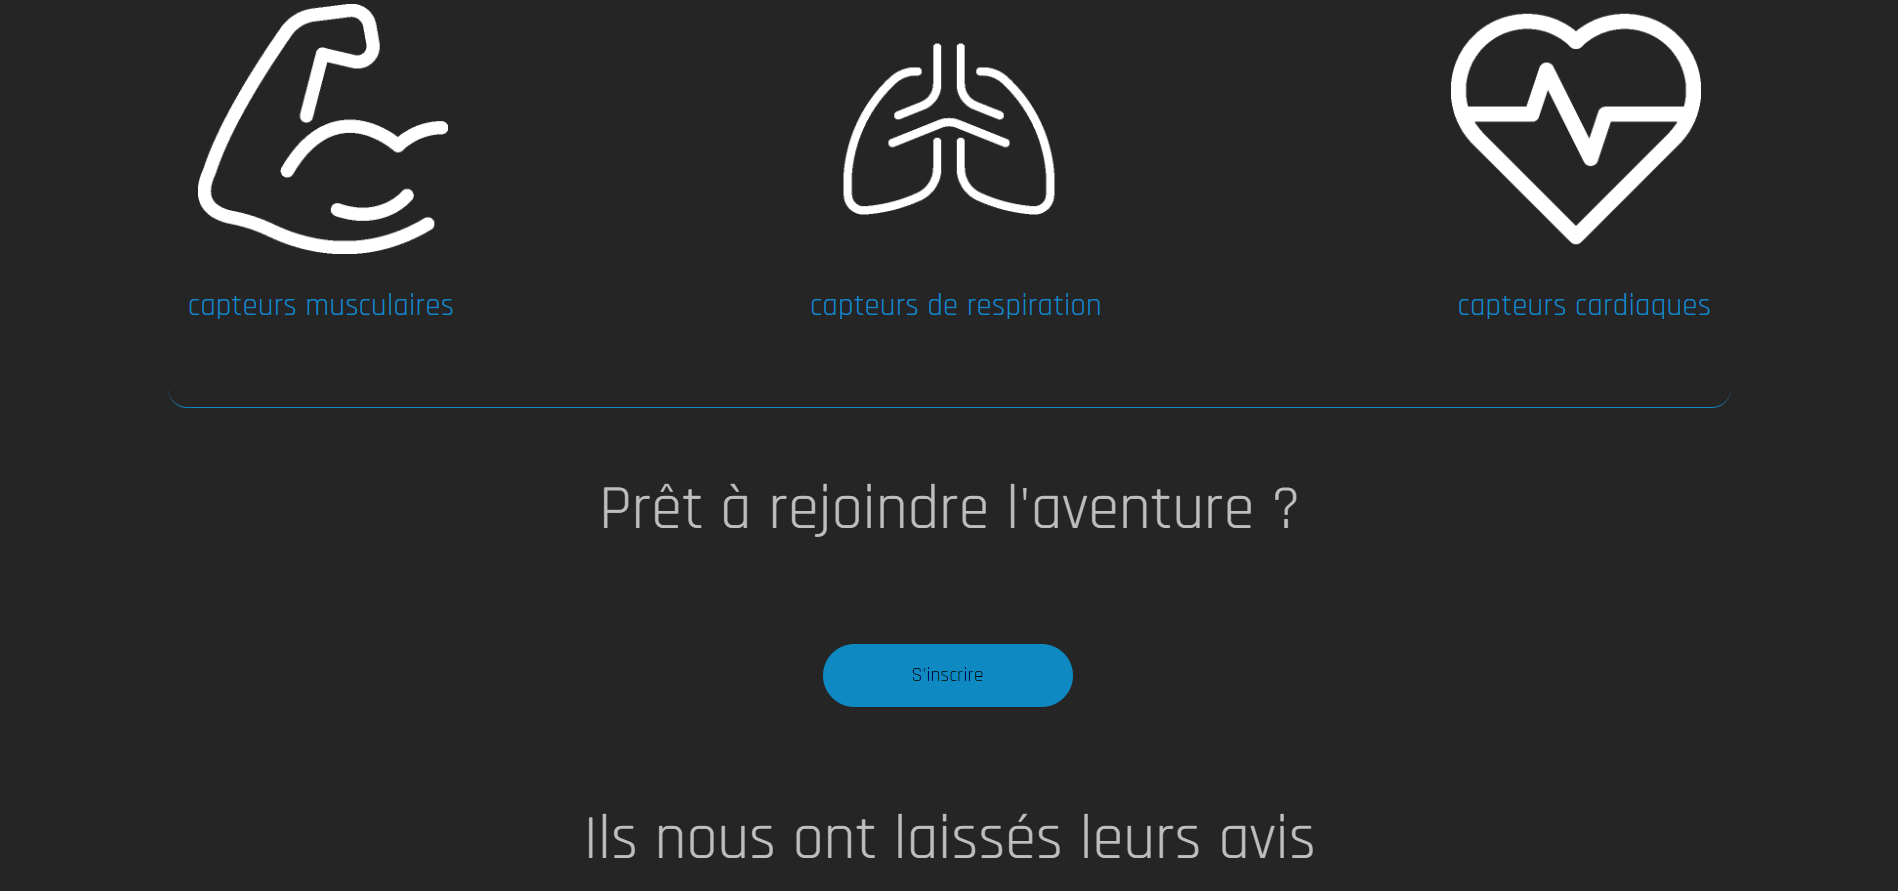 capteurs musculaires
capteurs de respiration
capteurs cardiaques
Prêt à rejoindre l'aventure ?
S'inscrire
Ils nous ont laissés leurs avis